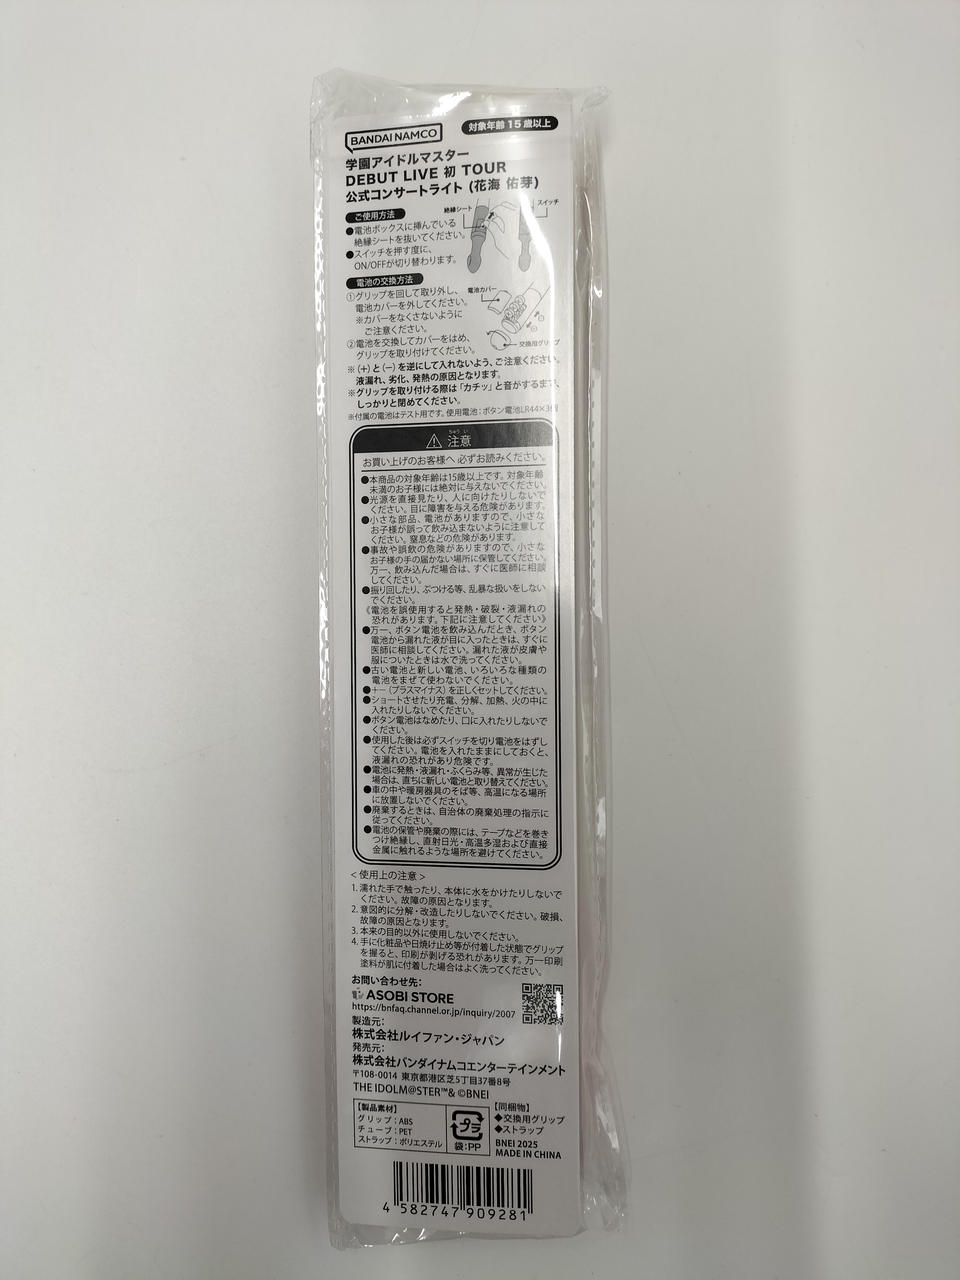 BANDAI NAMCO
対象年齢 15 歳以上
学園アイドルマスター
DEBUT LIVE 初 TOUR
公式コンサートライト (花海 佑芽)
ご使用方法
●電池ボックスに挿んでいる
絶縁シートを抜いてください。
●スイッチを押す度に、
ON/OFFが切り替わります。
絶縁シート
スイッチ
電池の交換方法
①グリップを回して取り外し、
電池カバーを外してください。
※カバーをなくさないように
ご注意ください。
②電池を交換してカバーをはめ、
グリップを取り付けてください。
電池カバー
交換用グリップ
※(+)と(−)を逆にして入れないよう、ご注意ください。
液漏れ、劣化、発熱の原因となります。
※グリップを取り付ける際は「カチッ」と音がするまで、
しっかりと閉めてください。
※付属の電池はテスト用です。使用電池：ボタン電池LR44×3個
ちゅうい
注意
お買い上げのお客様へ 必ずお読みください。
●本商品の対象年齢は15歳以上です。対象年齢
未満のお子様には絶対に与えないでください。
●光源を直接見たり、人に向けたりしないで
ください。目に障害を与える危険があります。
●小さな部品、電池がありますので、小さな
お子様が誤って飲み込まないように注意して
ください。窒息などの危険があります。
●事故や誤飲の危険がありますので、小さな
お子様の手の届かない場所に保管してください。
万一、飲み込んだ場合は、すぐに医師に相談
してください。
●振り回したり、ぶつける等、乱暴な扱いをしない
でください。
《電池を誤使用すると発熱・破裂・液漏れの
恐れがあります。下記に注意してください》
●万一、ボタン電池を飲み込んだとき、ボタン
電池から漏れた液が目に入ったときは、すぐに
医師に相談してください。漏れた液が皮膚や
服についたときは水で洗ってください。
●古い電池と新しい電池、いろいろな種類の
電池をまぜて使わないでください。
●+−(プラスマイナス)を正しくセットしてください。
●ショートさせたり充電、分解、加熱、火の中に
入れたりしないでください。
●ボタン電池はなめたり、口に入れたりしないで
ください。
●使用した後は必ずスイッチを切り電池をはずし
てください。電池を入れたままにしておくと、
液漏れの恐れがあり危険です。
●電池に発熱・液漏れ・ふくらみ等、異常が生じた
場合は、直ちに新しい電池と取り替えてください。
●車の中や暖房器具のそば等、高温になる場所
に放置しないでください。
●廃棄するときは、自治体の廃棄処理の指示に
従ってください。
●電池の保管や廃棄の際には、テープなどを巻き
つけ絶縁し、直射日光・高温多湿および直接
金属に触れるような場所を避けてください。
<使用上の注意>
1. 濡れた手で触ったり、本体に水をかけたりしないで
ください。故障の原因となります。
2. 意図的に分解・改造したりしないでください。破損、
故障の原因となります。
3. 本来の目的以外に使用しないでください。
4. 手に化粧品や日焼け止め等が付着した状態でグリップ
を握ると、印刷が剥げる恐れがあります。万一印刷
塗料が肌に付着した場合はよく洗ってください。
お問い合わせ先:
ASOBI STORE
https://bnfaq.channel.or.jp/inquiry/2007
製造元:
株式会社ルイファン・ジャパン
発売元:
株式会社バンダイナムコエンターテインメント
〒108-0014 東京都港区芝5丁目37番8号
THE IDOLM@STER™& ©BNEI
【製品素材】
グリップ：ABS
チューブ：PET
ストラップ：ポリエステル
プラ
袋：PP
【同梱物】
◆交換用グリップ
◆ストラップ
BNEI 2025
MADE IN CHINA
4 582747 909281